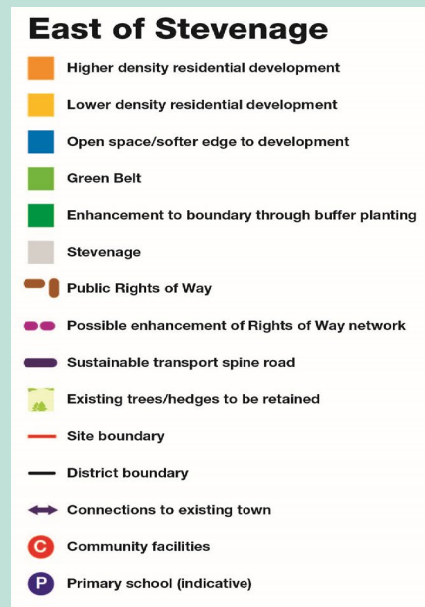 East of Stevenage
Higher density residential development
Lower density residential development
Open space/softer edge to development
Green Belt
Enhancement to boundary through buffer planting
Stevenage
Public Rights of Way
Possible enhancement of Rights of Way network
Sustainable transport spine road
Existing trees/hedges to be retained
Site boundary
District boundary
Connections to existing town
C Community facilities
P Primary school (indicative)